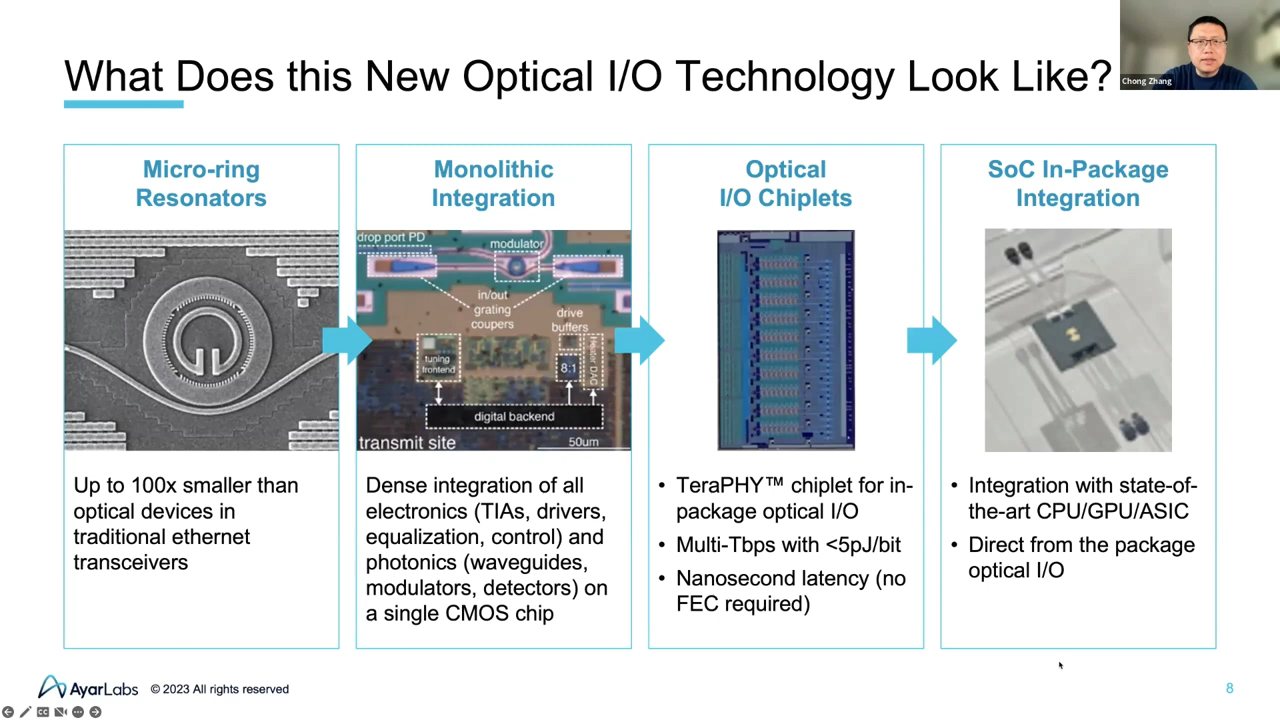 What Does this New Optical I/O Technology Look Like?
Chong Zhang
Micro-ring
Resonators
Up to 100x smaller than
optical devices in
traditional ethernet
transceivers
Monolithic
Integration
drop port PD
modulator
in/out
grating
coupers
drive
buffers
tuning
frontend
8:1
Heater DAC
digital backend
transmit site
50um
Dense integration of all
electronics (TIAs, drivers,
equalization, control) and
photonics (waveguides,
modulators, detectors) on
a single CMOS chip
Optical
I/O Chiplets
• TeraPHY™ chiplet for in-
package optical I/O
• Multi-Tbps with <5pJ/bit
• Nanosecond latency (no
FEC required)
SoC In-Package
Integration
• Integration with state-of-
the-art CPU/GPU/ASIC
• Direct from the package
optical I/O
AyarLabs © 2023 All rights reserved
8
CC